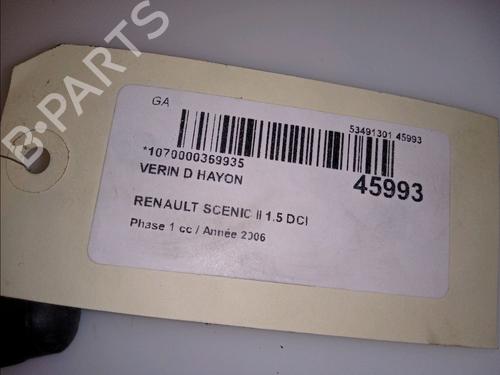 B-PARTS
GA
53491301 45993
*1070000369935
VERIN D HAYON
45993
RENAULT SCENIC II 1.5 DCI
Phase 1 cc / Année 2006